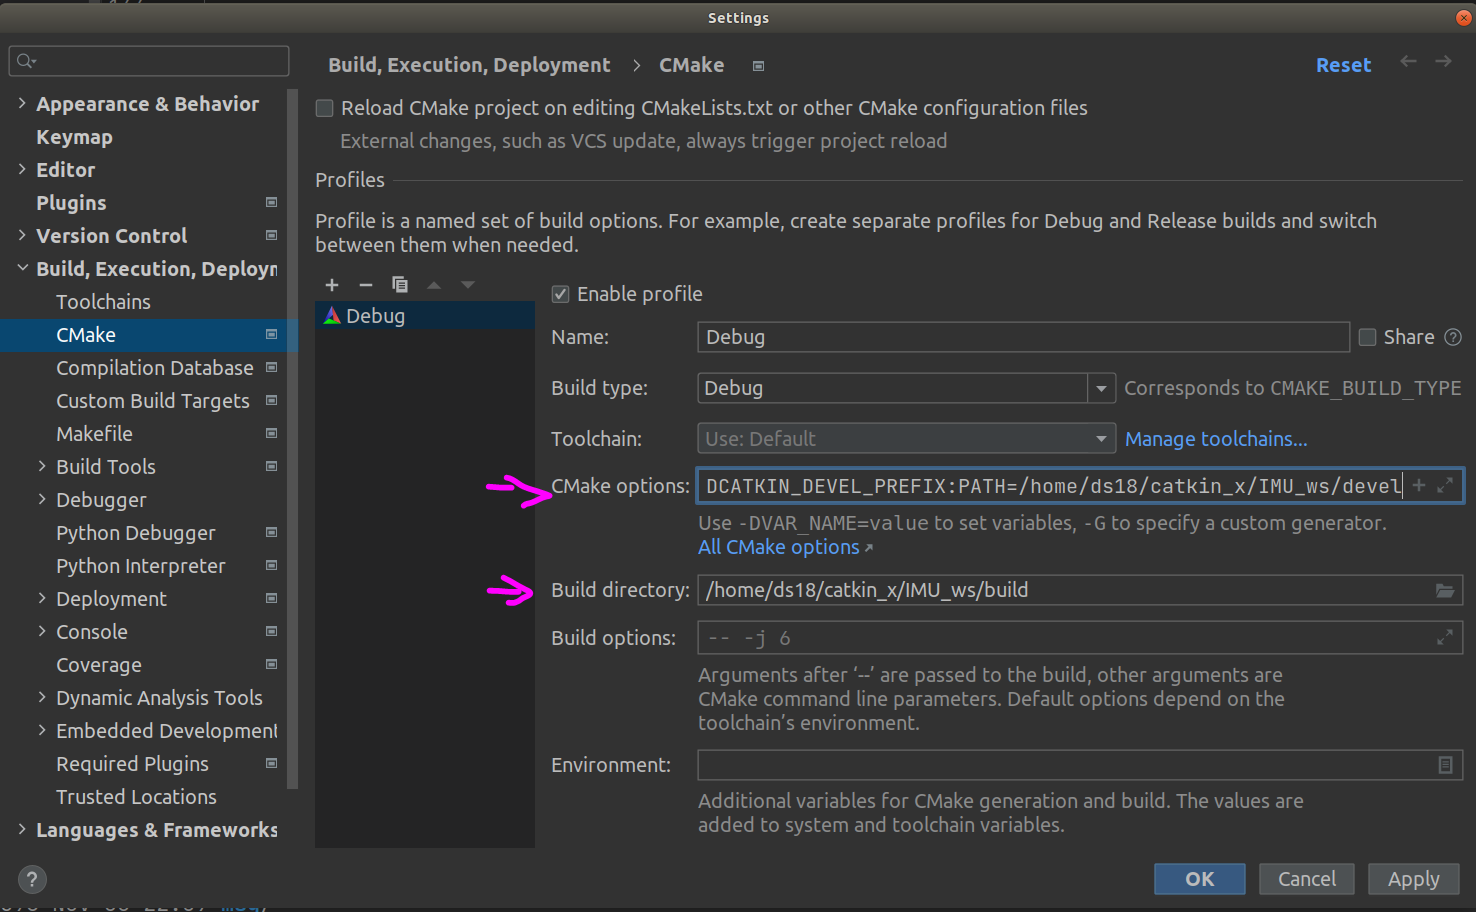 Settings
Build, Execution, Deployment > CMake
Reset
Appearance & Behavior
Keymap
Editor
Plugins
Version Control
Build, Execution, Deployn
Toolchains
CMake
Compilation Database
Custom Build Targets
Makefile
Build Tools
Debugger
Python Debugger
Python Interpreter
Deployment
Console
Coverage
Dynamic Analysis Tools
Embedded Development
Required Plugins
Trusted Locations
Languages & Frameworks
Reload CMake project on editing CMakeLists.txt or other CMake configuration files
External changes, such as VCS update, always trigger project reload
Profiles
Profile is a named set of build options. For example, create separate profiles for Debug and Release builds and switch
between them when needed.
Debug
Enable profile
Name: Debug Share ?
Build type: Debug Corresponds to CMAKE_BUILD_TYPE
Toolchain: Use: Default Manage toolchains...
CMake options: DCATKIN_DEVEL_PREFIX:PATH=/home/ds18/catkin_x/IMU_ws/devel
Use -DVAR_NAME=value to set variables, -G to specify a custom generator.
All CMake options ↗
Build directory: /home/ds18/catkin_x/IMU_ws/build
Build options: -- -j 6
Arguments after ‘--’ are passed to the build, other arguments are
CMake command line parameters. Default options depend on the
toolchain’s environment.
Environment:
Additional variables for CMake generation and build. The values are
added to system and toolchain variables.
?
OK Cancel Apply